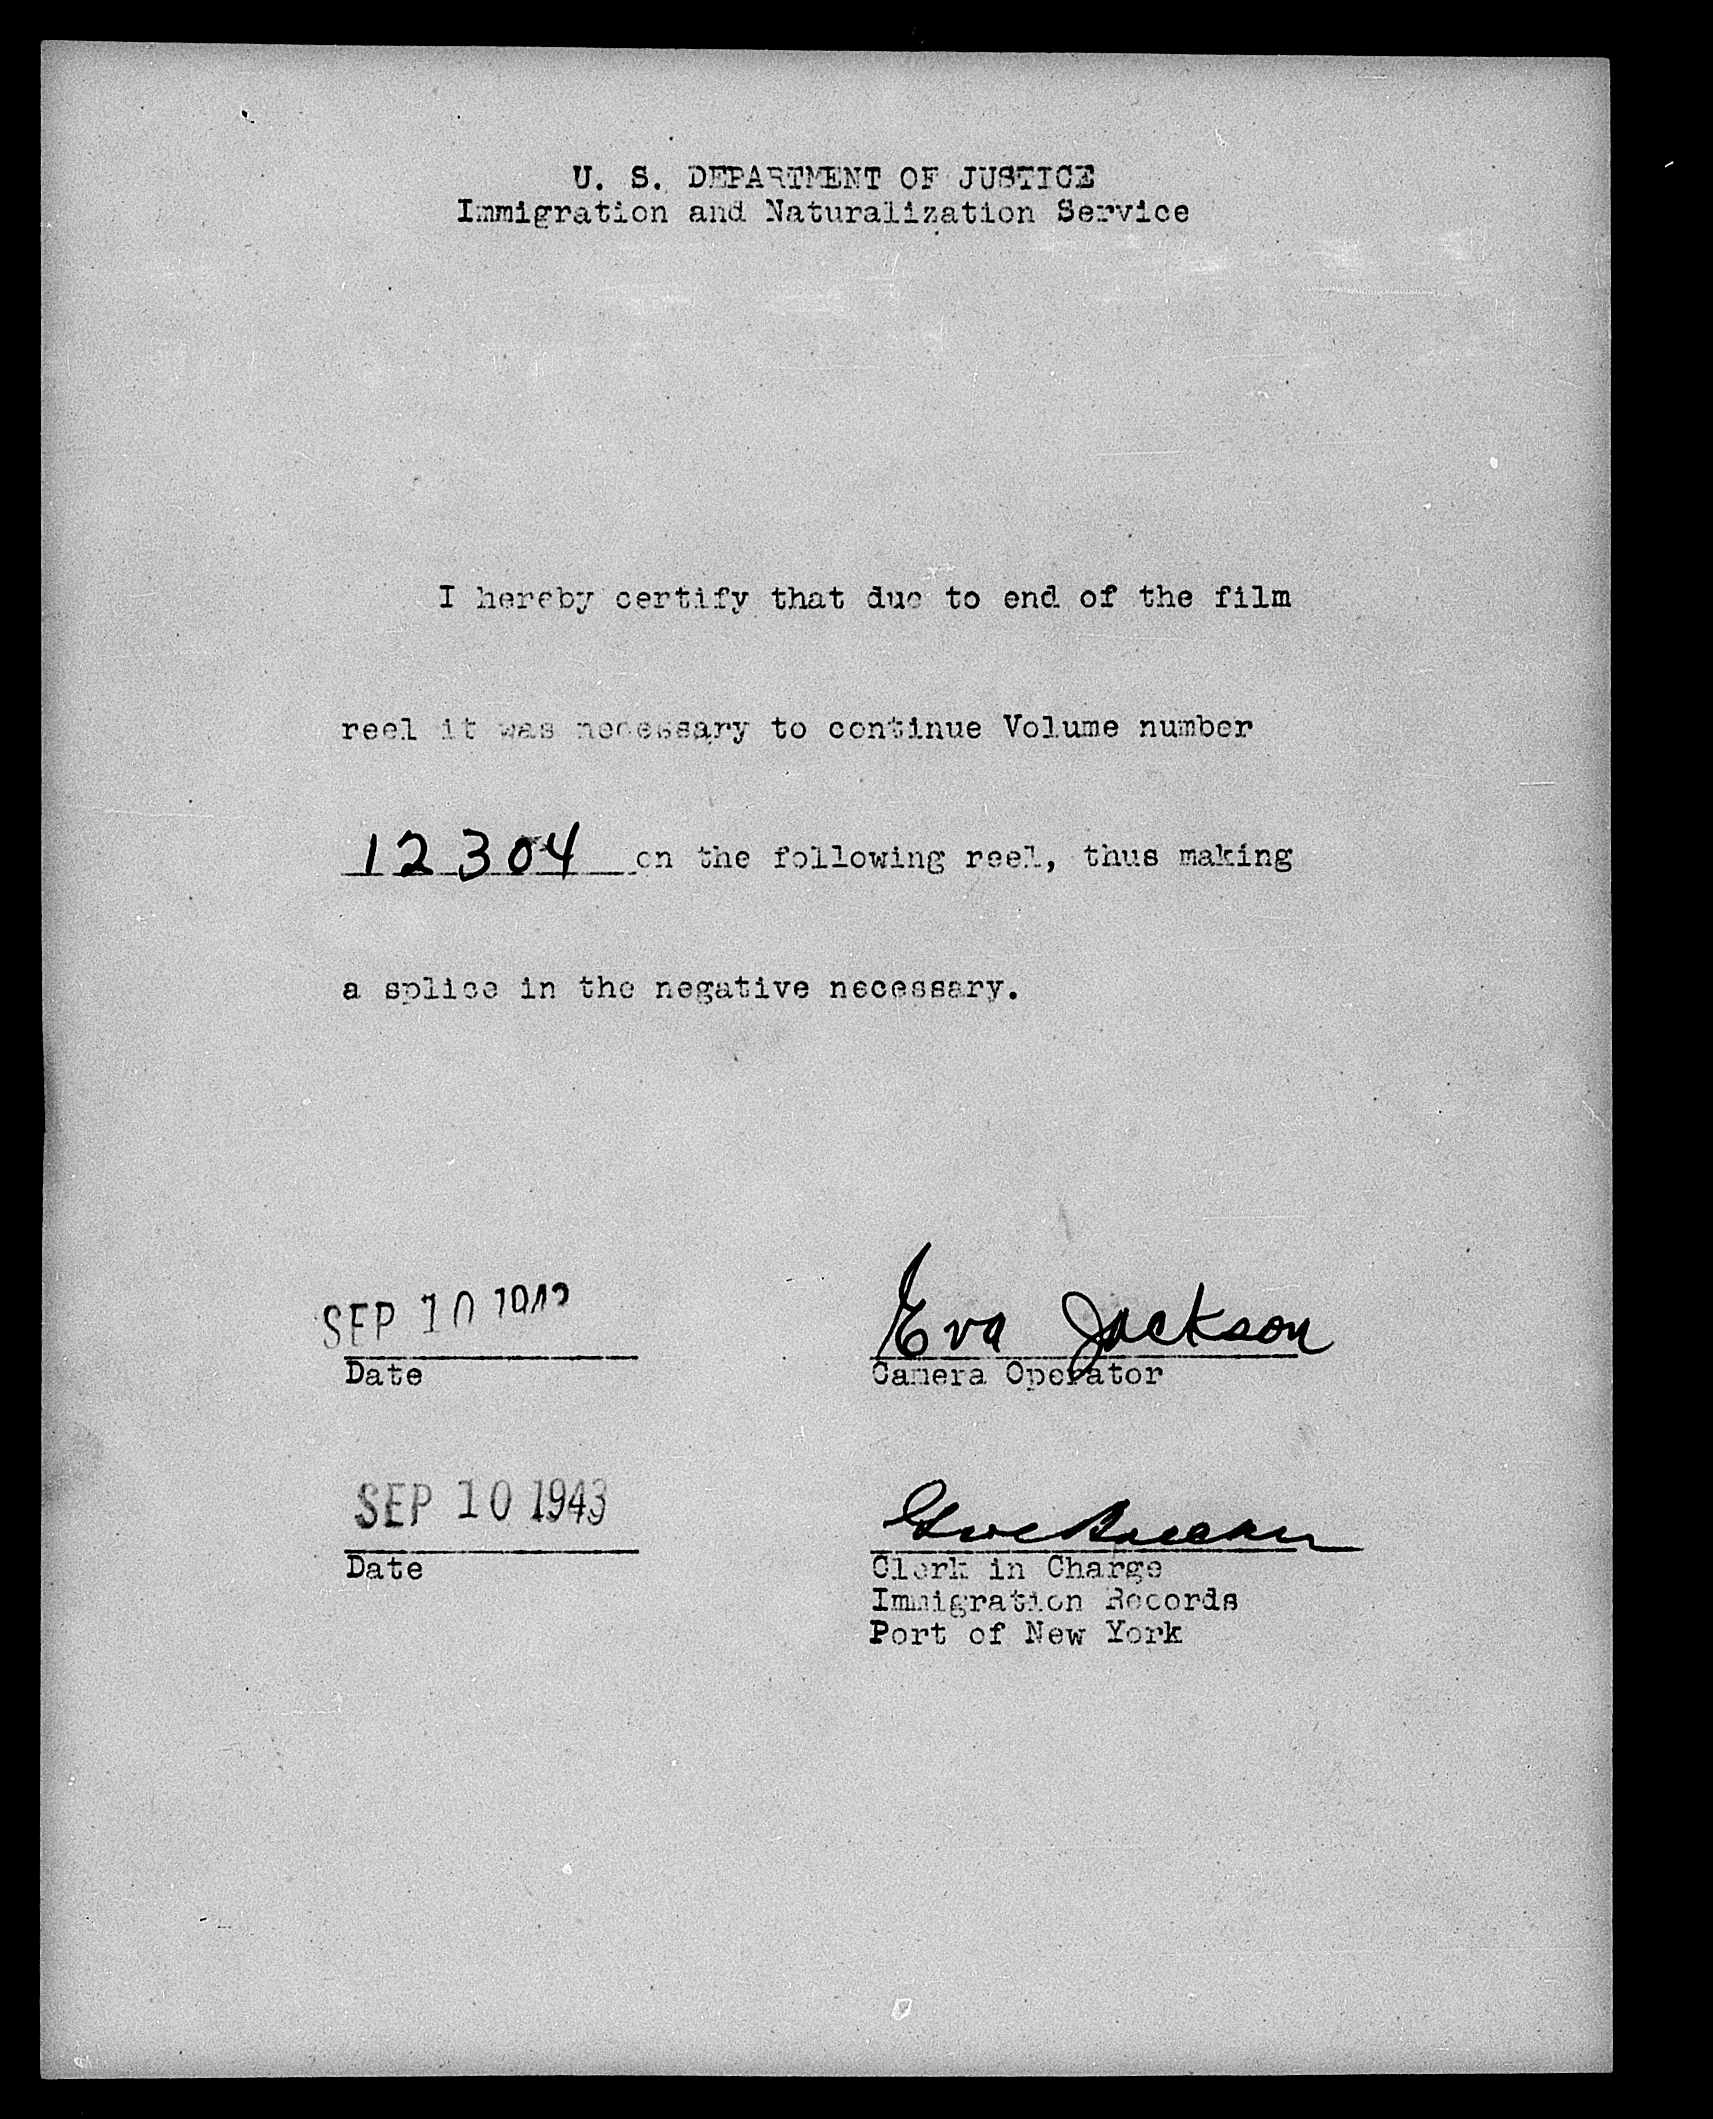 U. S. DEPARTMENT OF JUSTICE
Immigration and Naturalization Service
I hereby certify that due to end of the film
reel it was necessary to continue Volume number
12304 on the following reel, thus making
a splice in the negative necessary.
SEP 10 1943
Eva Jackson
Date
Camera Operator
SEP 10 1943
Date
Clerk in Charge
Immigration Records
Port of New York